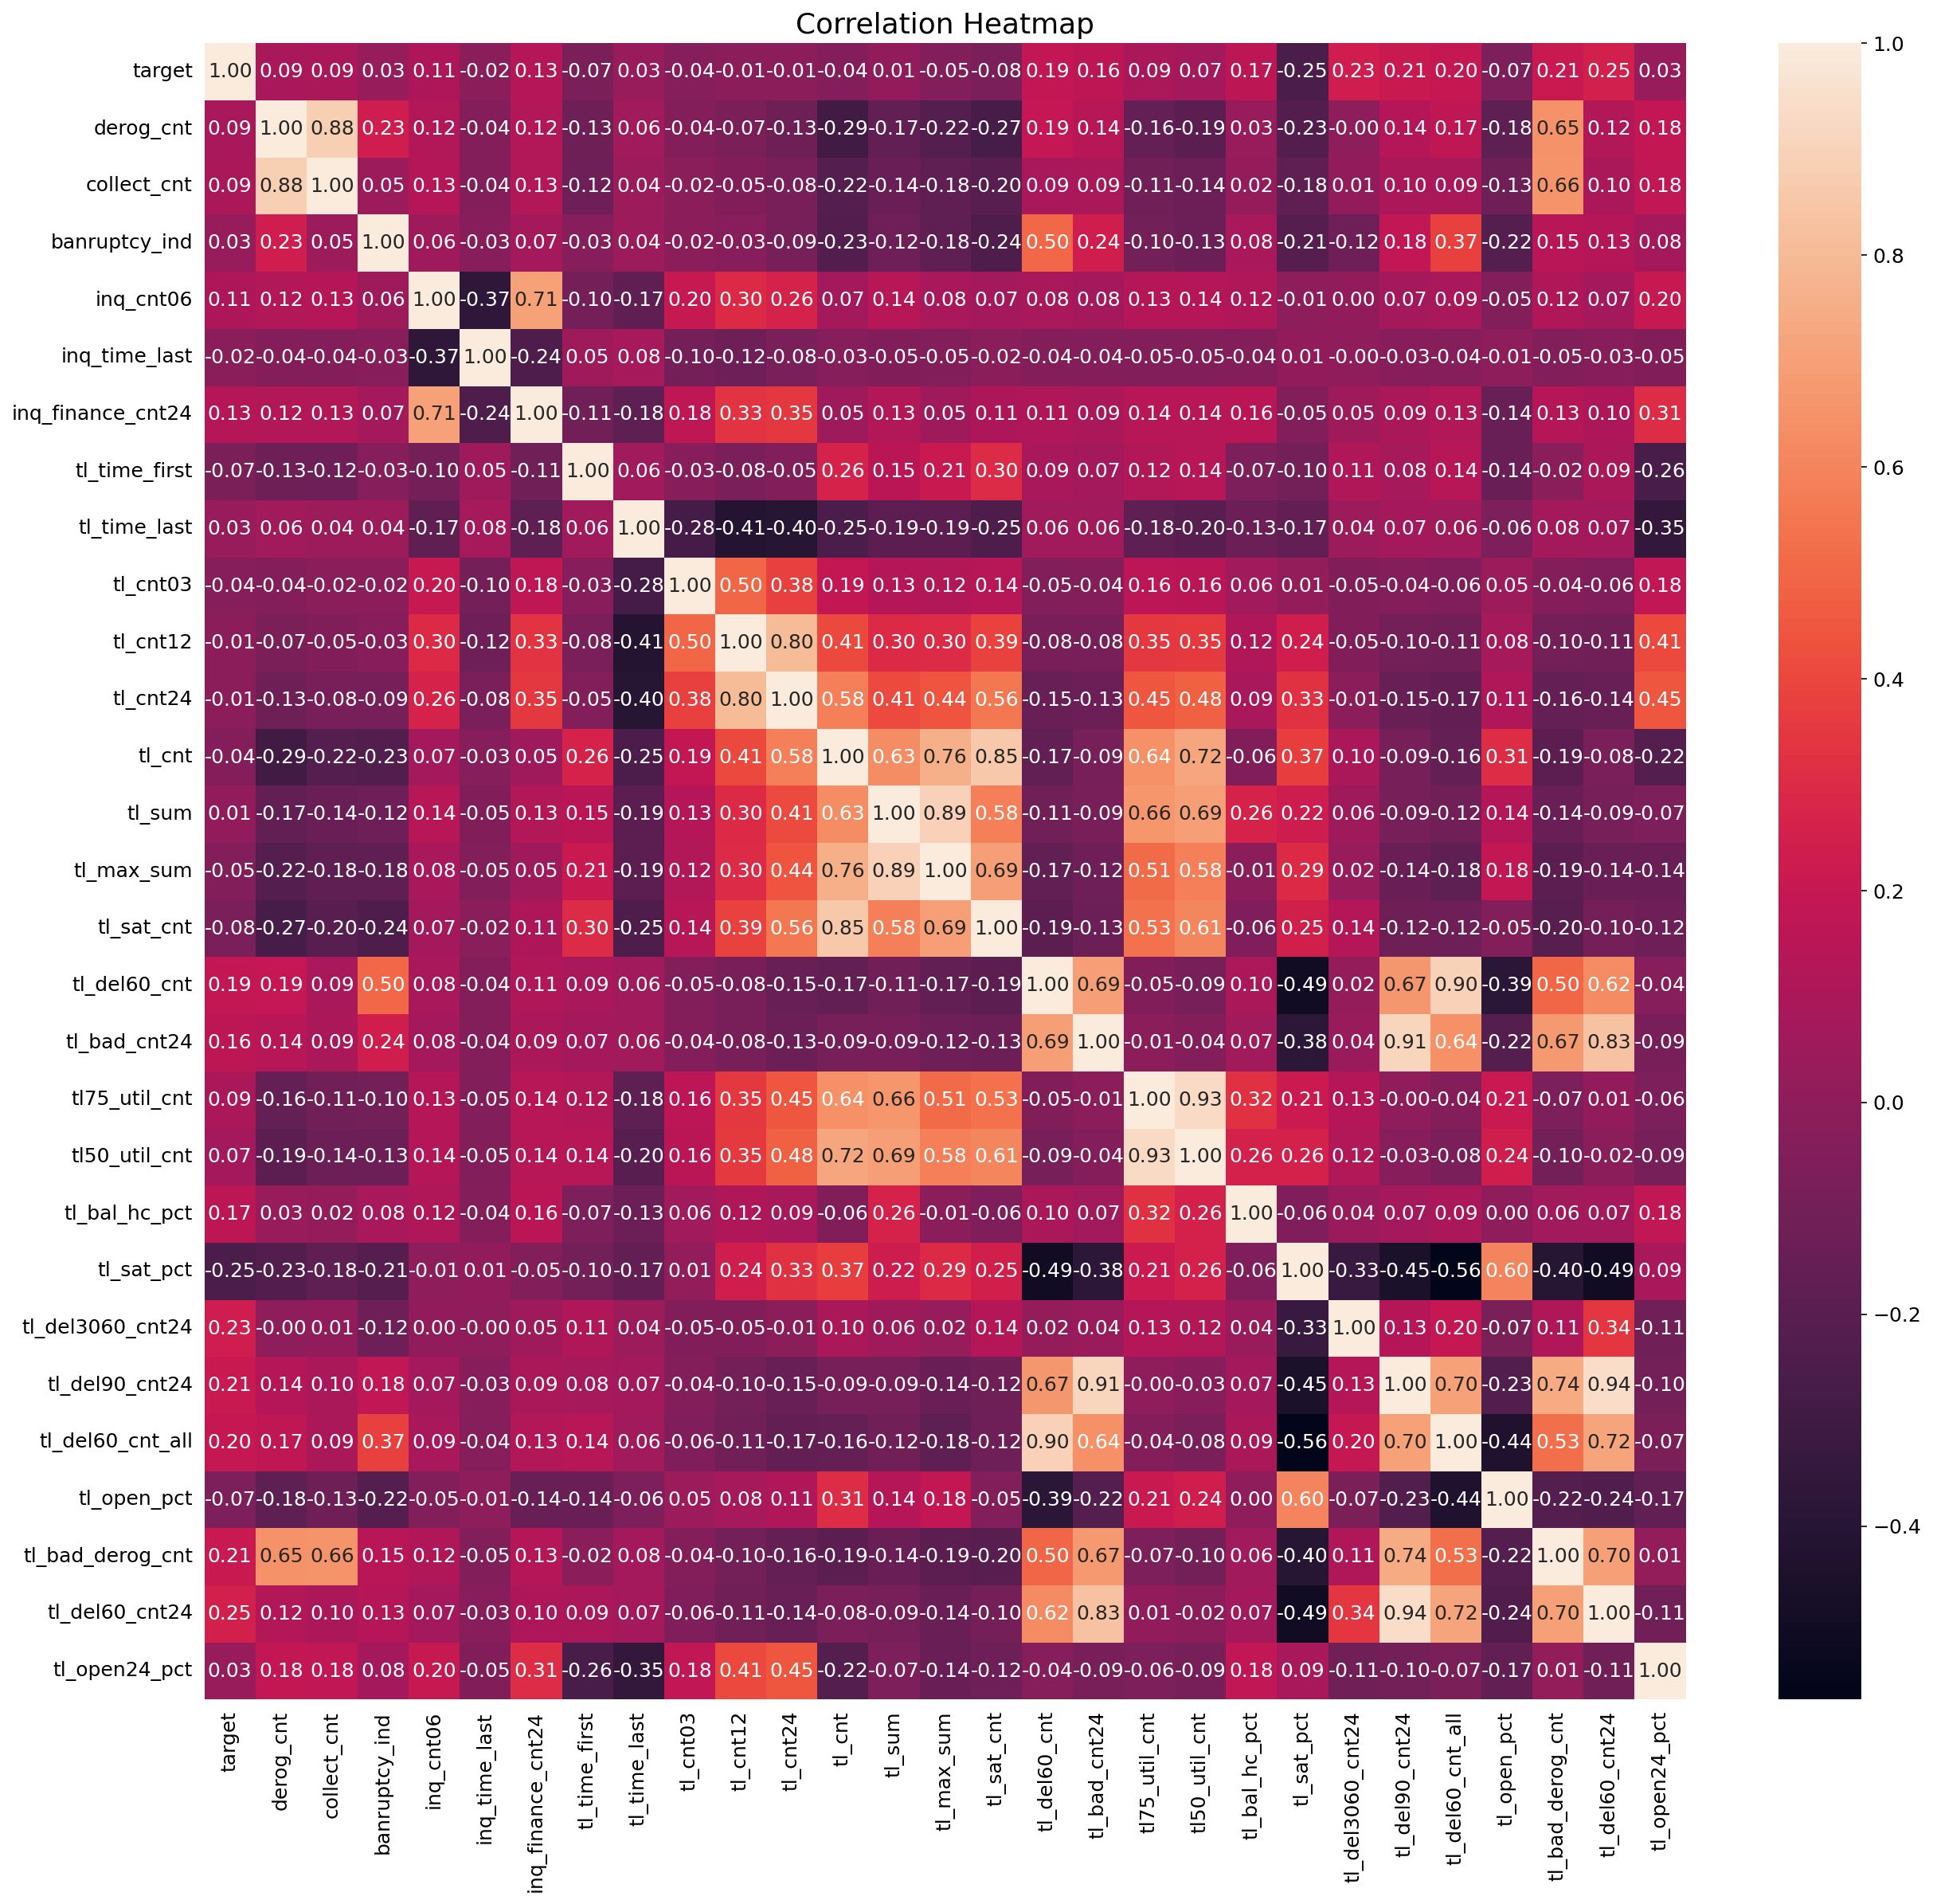 Correlation Heatmap
target 1.00 0.09 0.09 0.03 0.11 -0.02 0.13 -0.07 0.03 -0.04 -0.01 -0.01 -0.04 0.01 -0.05 -0.08 0.19 0.16 0.09 0.07 0.17 -0.25 0.23 0.21 0.20 -0.07 0.21 0.25 0.03 1.0
derog_cnt 0.09 1.00 0.88 0.23 0.12 -0.04 0.12 -0.13 0.06 -0.04 -0.07 -0.13 -0.29 -0.17 -0.22 -0.27 0.19 0.14 -0.16 -0.19 0.03 -0.23 -0.00 0.14 0.17 -0.18 0.65 0.12 0.18
collect_cnt 0.09 0.88 1.00 0.05 0.13 -0.04 0.13 -0.12 0.04 -0.02 -0.05 -0.08 -0.22 -0.14 -0.18 -0.20 0.09 0.09 -0.11 -0.14 0.02 -0.18 0.01 0.10 0.09 -0.13 0.66 0.10 0.18
banruptcy_ind 0.03 0.23 0.05 1.00 0.06 -0.03 0.07 -0.03 0.04 -0.02 -0.03 -0.09 -0.23 -0.12 -0.18 -0.24 0.50 0.24 -0.10 -0.13 0.08 -0.21 -0.12 0.18 0.37 -0.22 0.15 0.13 0.08 0.8
inq_cnt06 0.11 0.12 0.13 0.06 1.00 -0.37 0.71 -0.10 -0.17 0.20 0.30 0.26 0.07 0.14 0.08 0.07 0.08 0.08 0.13 0.14 0.12 -0.01 0.00 0.07 0.09 -0.05 0.12 0.07 0.20
inq_time_last -0.02 -0.04 -0.04 -0.03 -0.37 1.00 -0.24 0.05 0.08 -0.10 -0.12 -0.08 -0.03 -0.05 -0.05 -0.02 -0.04 -0.04 -0.05 -0.05 -0.04 0.01 -0.00 -0.03 -0.04 -0.01 -0.05 -0.03 -0.05
inq_finance_cnt24 0.13 0.12 0.13 0.07 0.71 -0.24 1.00 -0.11 -0.18 0.18 0.33 0.35 0.05 0.13 0.05 0.11 0.11 0.09 0.14 0.14 0.16 -0.05 0.05 0.09 0.13 -0.14 0.13 0.10 0.31
tl_time_first -0.07 -0.13 -0.12 -0.03 -0.10 0.05 -0.11 1.00 0.06 -0.03 -0.08 -0.05 0.26 0.15 0.21 0.30 0.09 0.07 0.12 0.14 -0.07 -0.10 0.11 0.08 0.14 -0.14 -0.02 0.09 -0.26 0.6
tl_time_last 0.03 0.06 0.04 0.04 -0.17 0.08 -0.18 0.06 1.00 -0.28 -0.41 -0.40 -0.25 -0.19 -0.19 -0.25 0.06 0.06 -0.18 -0.20 -0.13 -0.17 0.04 0.07 0.06 -0.06 0.08 0.07 -0.35
tl_cnt03 -0.04 -0.04 -0.02 -0.02 0.20 -0.10 0.18 -0.03 -0.28 1.00 0.50 0.38 0.19 0.13 0.12 0.14 -0.05 -0.04 0.16 0.16 0.06 0.01 -0.05 -0.04 -0.06 0.05 -0.04 -0.06 0.18
tl_cnt12 -0.01 -0.07 -0.05 -0.03 0.30 -0.12 0.33 -0.08 -0.41 0.50 1.00 0.80 0.41 0.30 0.30 0.39 -0.08 -0.08 0.35 0.35 0.12 0.24 -0.05 -0.10 -0.11 0.08 -0.10 -0.11 0.41
tl_cnt24 -0.01 -0.13 -0.08 -0.09 0.26 -0.08 0.35 -0.05 -0.40 0.38 0.80 1.00 0.58 0.41 0.44 0.56 -0.15 -0.13 0.45 0.48 0.09 0.33 -0.01 -0.15 -0.17 0.11 -0.16 -0.14 0.45 0.4
tl_cnt -0.04 -0.29 -0.22 -0.23 0.07 -0.03 0.05 0.26 -0.25 0.19 0.41 0.58 1.00 0.63 0.76 0.85 -0.17 -0.09 0.64 0.72 -0.06 0.37 0.10 -0.09 -0.16 0.31 -0.19 -0.08 -0.22
tl_sum 0.01 -0.17 -0.14 -0.12 0.14 -0.05 0.13 0.15 -0.19 0.13 0.30 0.41 0.63 1.00 0.89 0.58 -0.11 -0.09 0.66 0.69 0.26 0.22 0.06 -0.09 -0.12 0.14 -0.14 -0.09 -0.07
tl_max_sum -0.05 -0.22 -0.18 -0.18 0.08 -0.05 0.05 0.21 -0.19 0.12 0.30 0.44 0.76 0.89 1.00 0.69 -0.17 -0.12 0.51 0.58 -0.01 0.29 0.02 -0.14 -0.18 0.18 -0.19 -0.14 -0.14 0.2
tl_sat_cnt -0.08 -0.27 -0.20 -0.24 0.07 -0.02 0.11 0.30 -0.25 0.14 0.39 0.56 0.85 0.58 0.69 1.00 -0.19 -0.13 0.53 0.61 -0.06 0.25 0.14 -0.12 -0.12 -0.05 -0.20 -0.10 -0.12
tl_del60_cnt 0.19 0.19 0.09 0.50 0.08 -0.04 0.11 0.09 0.06 -0.05 -0.08 -0.15 -0.17 -0.11 -0.17 -0.19 1.00 0.69 -0.05 -0.09 0.10 -0.49 0.02 0.67 0.90 -0.39 0.50 0.62 -0.04
tl_bad_cnt24 0.16 0.14 0.09 0.24 0.08 -0.04 0.09 0.07 0.06 -0.04 -0.08 -0.13 -0.09 -0.09 -0.12 -0.13 0.69 1.00 -0.01 -0.04 0.07 -0.38 0.04 0.91 0.64 -0.22 0.67 0.83 -0.09
tl75_util_cnt 0.09 -0.16 -0.11 -0.10 0.13 -0.05 0.14 0.12 -0.18 0.16 0.35 0.45 0.64 0.66 0.51 0.53 -0.05 -0.01 1.00 0.93 0.32 0.21 0.13 -0.00 -0.04 0.21 -0.07 0.01 -0.06 0.0
tl50_util_cnt 0.07 -0.19 -0.14 -0.13 0.14 -0.05 0.14 0.14 -0.20 0.16 0.35 0.48 0.72 0.69 0.58 0.61 -0.09 -0.04 0.93 1.00 0.26 0.26 0.12 -0.03 -0.08 0.24 -0.10 -0.02 -0.09
tl_bal_hc_pct 0.17 0.03 0.02 0.08 0.12 -0.04 0.16 -0.07 -0.13 0.06 0.12 0.09 -0.06 0.26 -0.01 -0.06 0.10 0.07 0.32 0.26 1.00 -0.06 0.04 0.07 0.09 0.00 0.06 0.07 0.18
tl_sat_pct -0.25 -0.23 -0.18 -0.21 -0.01 0.01 -0.05 -0.10 -0.17 0.01 0.24 0.33 0.37 0.22 0.29 0.25 -0.49 -0.38 0.21 0.26 -0.06 1.00 -0.33 -0.45 -0.56 0.60 -0.40 -0.49 0.09
tl_del3060_cnt24 0.23 -0.00 0.01 -0.12 0.00 -0.00 0.05 0.11 0.04 -0.05 -0.05 -0.01 0.10 0.06 0.02 0.14 0.02 0.04 0.13 0.12 0.04 -0.33 1.00 0.13 0.20 -0.07 0.11 0.34 -0.11 −0.2
tl_del90_cnt24 0.21 0.14 0.10 0.18 0.07 -0.03 0.09 0.08 0.07 -0.04 -0.10 -0.15 -0.09 -0.09 -0.14 -0.12 0.67 0.91 -0.00 -0.03 0.07 -0.45 0.13 1.00 0.70 -0.23 0.74 0.94 -0.10
tl_del60_cnt_all 0.20 0.17 0.09 0.37 0.09 -0.04 0.13 0.14 0.06 -0.06 -0.11 -0.17 -0.16 -0.12 -0.18 -0.12 0.90 0.64 -0.04 -0.08 0.09 -0.56 0.20 0.70 1.00 -0.44 0.53 0.72 -0.07
tl_open_pct -0.07 -0.18 -0.13 -0.22 -0.05 -0.01 -0.14 -0.14 -0.06 0.05 0.08 0.11 0.31 0.14 0.18 -0.05 -0.39 -0.22 0.21 0.24 0.00 0.60 -0.07 -0.23 -0.44 1.00 -0.22 -0.24 -0.17 −0.4
tl_bad_derog_cnt 0.21 0.65 0.66 0.15 0.12 -0.05 0.13 -0.02 0.08 -0.04 -0.10 -0.16 -0.19 -0.14 -0.19 -0.20 0.50 0.67 -0.07 -0.10 0.06 -0.40 0.11 0.74 0.53 -0.22 1.00 0.70 0.01
tl_del60_cnt24 0.25 0.12 0.10 0.13 0.07 -0.03 0.10 0.09 0.07 -0.06 -0.11 -0.14 -0.08 -0.09 -0.14 -0.10 0.62 0.83 0.01 -0.02 0.07 -0.49 0.34 0.94 0.72 -0.24 0.70 1.00 -0.11
tl_open24_pct 0.03 0.18 0.18 0.08 0.20 -0.05 0.31 -0.26 -0.35 0.18 0.41 0.45 -0.22 -0.07 -0.14 -0.12 -0.04 -0.09 -0.06 -0.09 0.18 0.09 -0.11 -0.10 -0.07 -0.17 0.01 -0.11 1.00
target
derog_cnt
collect_cnt
banruptcy_ind
inq_cnt06
inq_time_last
inq_finance_cnt24
tl_time_first
tl_time_last
tl_cnt03
tl_cnt12
tl_cnt24
tl_cnt
tl_sum
tl_max_sum
tl_sat_cnt
tl_del60_cnt
tl_bad_cnt24
tl75_util_cnt
tl50_util_cnt
tl_bal_hc_pct
tl_sat_pct
tl_del3060_cnt24
tl_del90_cnt24
tl_del60_cnt_all
tl_open_pct
tl_bad_derog_cnt
tl_del60_cnt24
tl_open24_pct